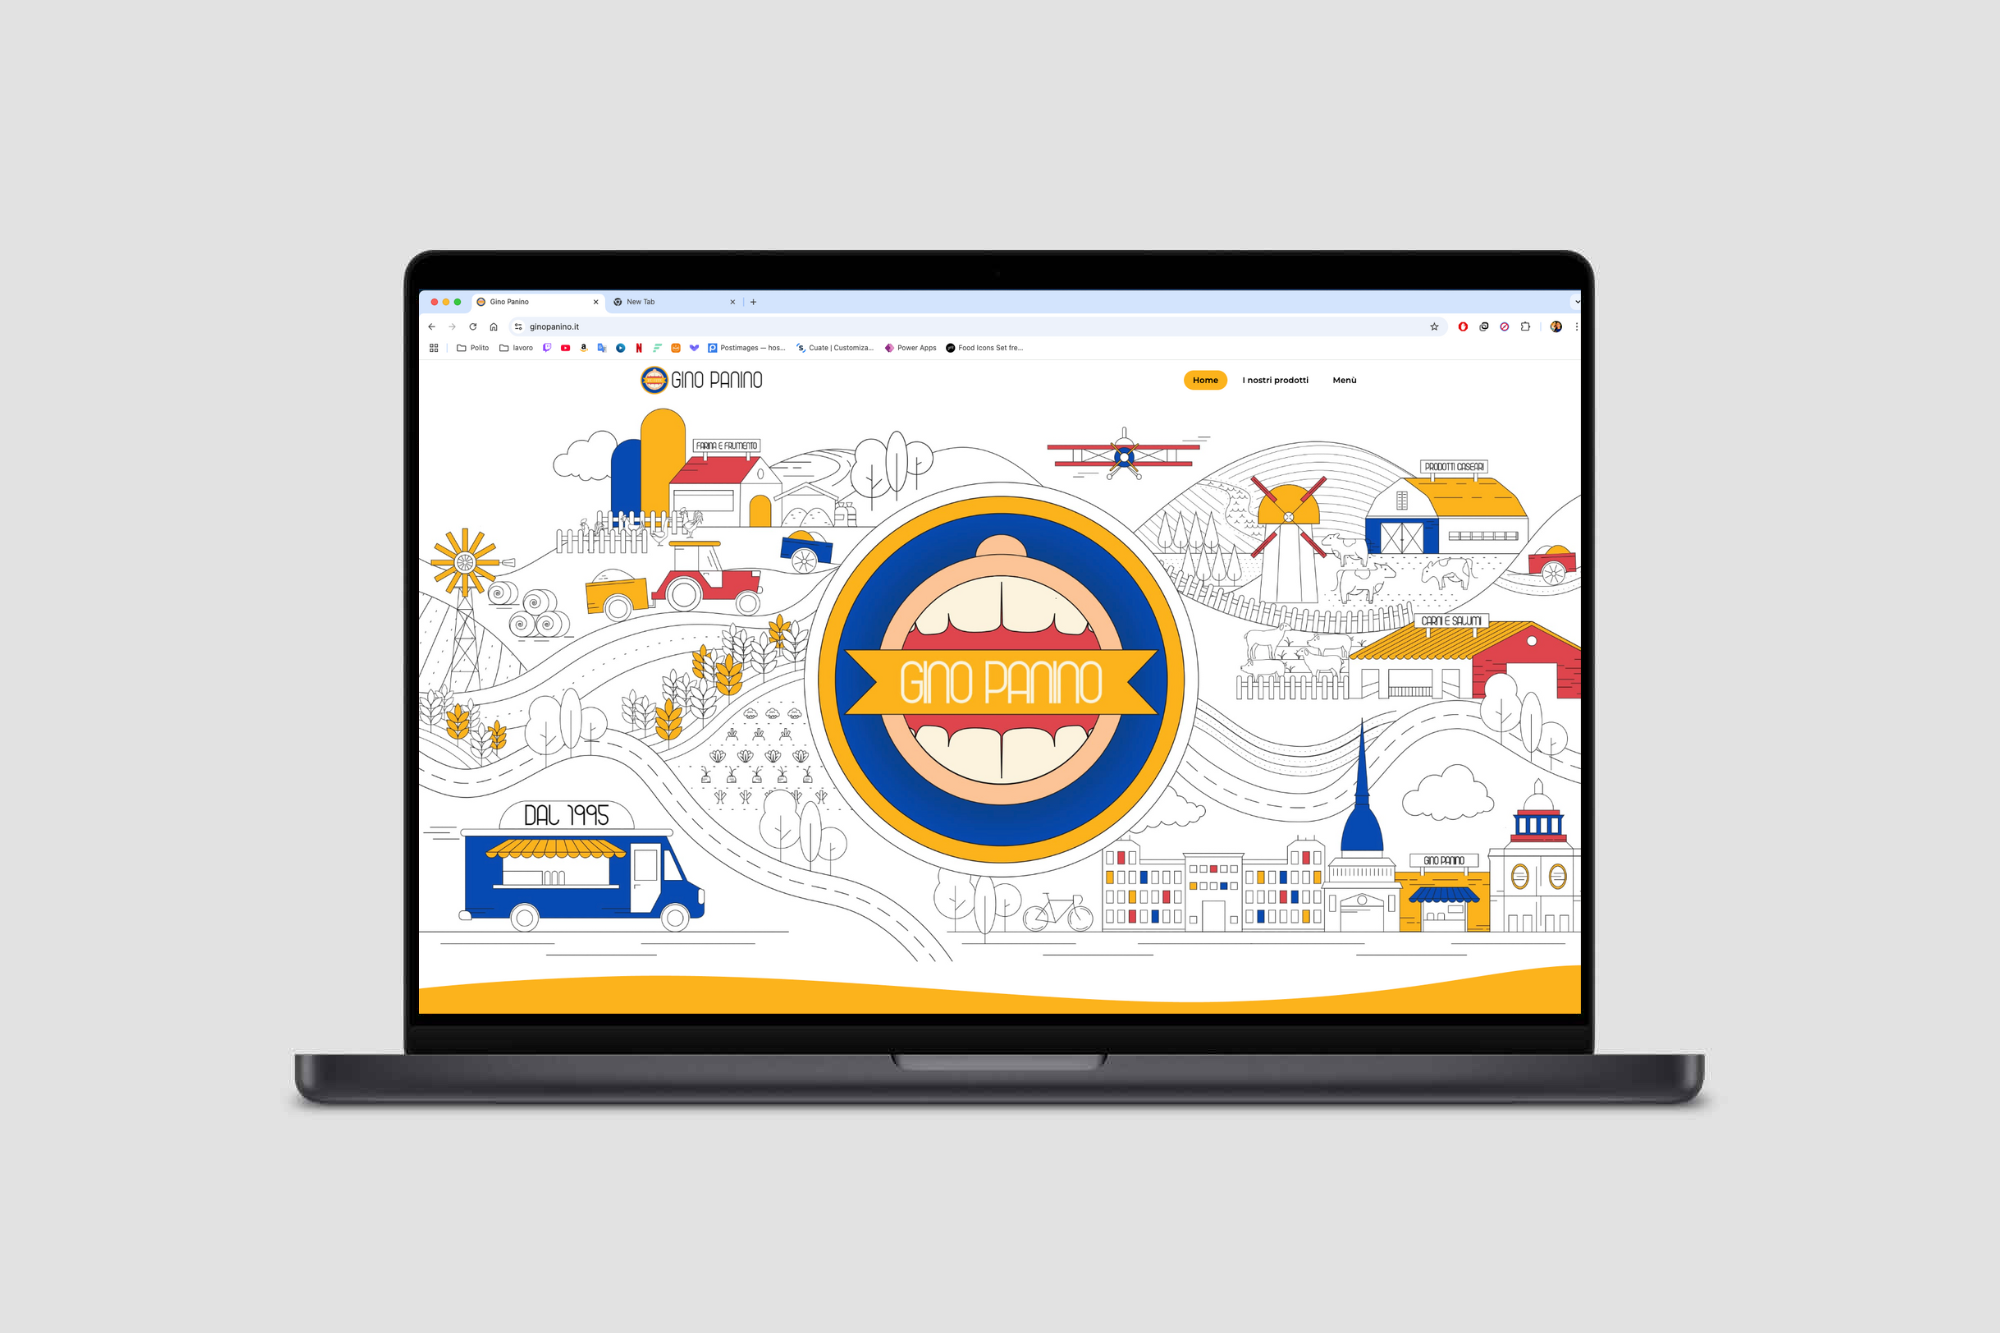 Gino Panino
New Tab
ginopanino.it
Polito
lavoro
Postimages — hos...
Cuate | Customiza...
Power Apps
Food Icons Set fre...
GINO PANINO
Home
I nostri prodotti
Menù
FARINA E FRUMENTO
PRODOTTI CASEARI
CARNI E SALUMI
GINO PANINO
DAL 1995
GINO PANINO